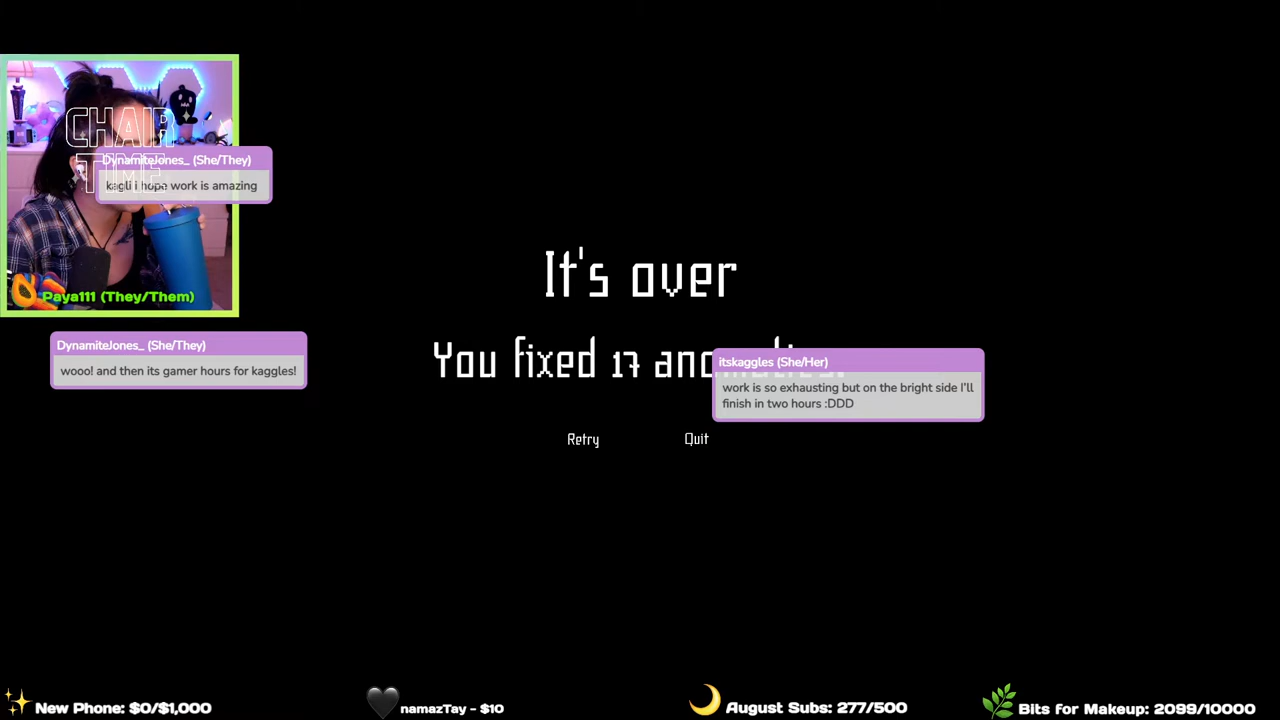 CHAIR
TIME
DynamiteJones_ (She/They)
kagli i hope work is amazing
Paya111 (They/Them)
DynamiteJones_ (She/They)
wooo! and then its gamer hours for kaggles!
It's over
You fixed 17
itskaggles (She/Her)
work is so exhausting but on the bright side I'll
finish in two hours :DDD
Retry
Quit
New Phone: $0/$1,000
namazTay - $10
August Subs: 277/500
Bits for Makeup: 2099/10000